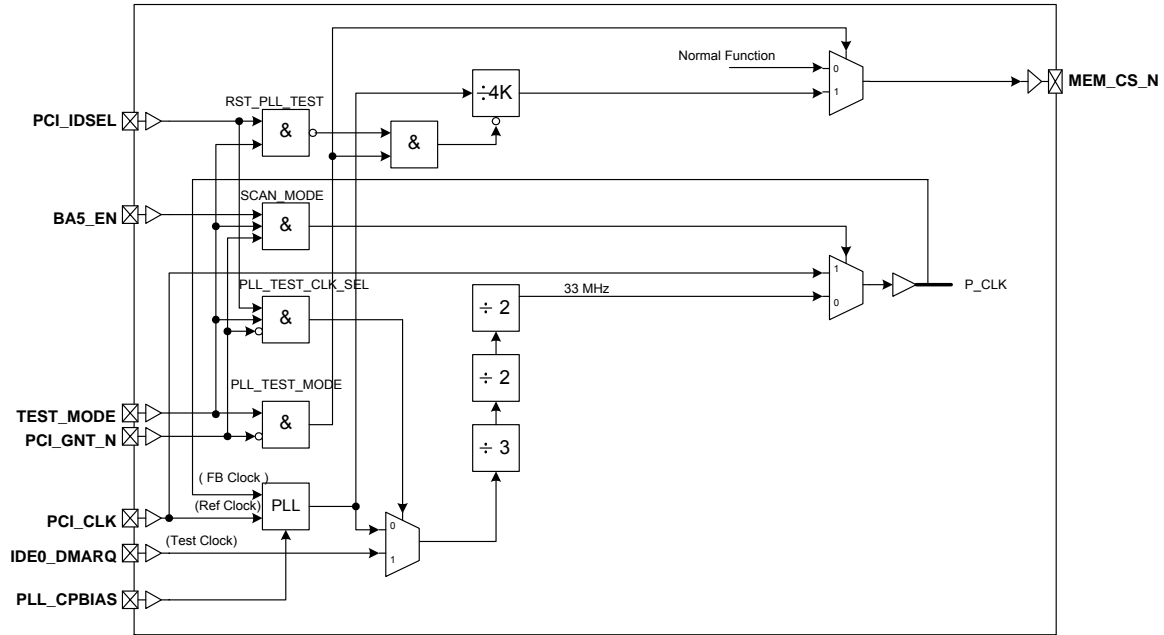 Normal Function
0
1
MEM_CS_N
÷4K
RST_PLL_TEST
PCI_IDSEL
&
&
SCAN_MODE
BA5_EN
&
1
0
P_CLK
PLL_TEST_CLK_SEL
33 MHz
&
÷ 2
÷ 2
PLL_TEST_MODE
TEST_MODE
&
PCI_GNT_N
÷ 3
( FB Clock )
(Ref Clock)
PLL
PCI_CLK
0
1
(Test Clock)
IDE0_DMARQ
PLL_CPBIAS